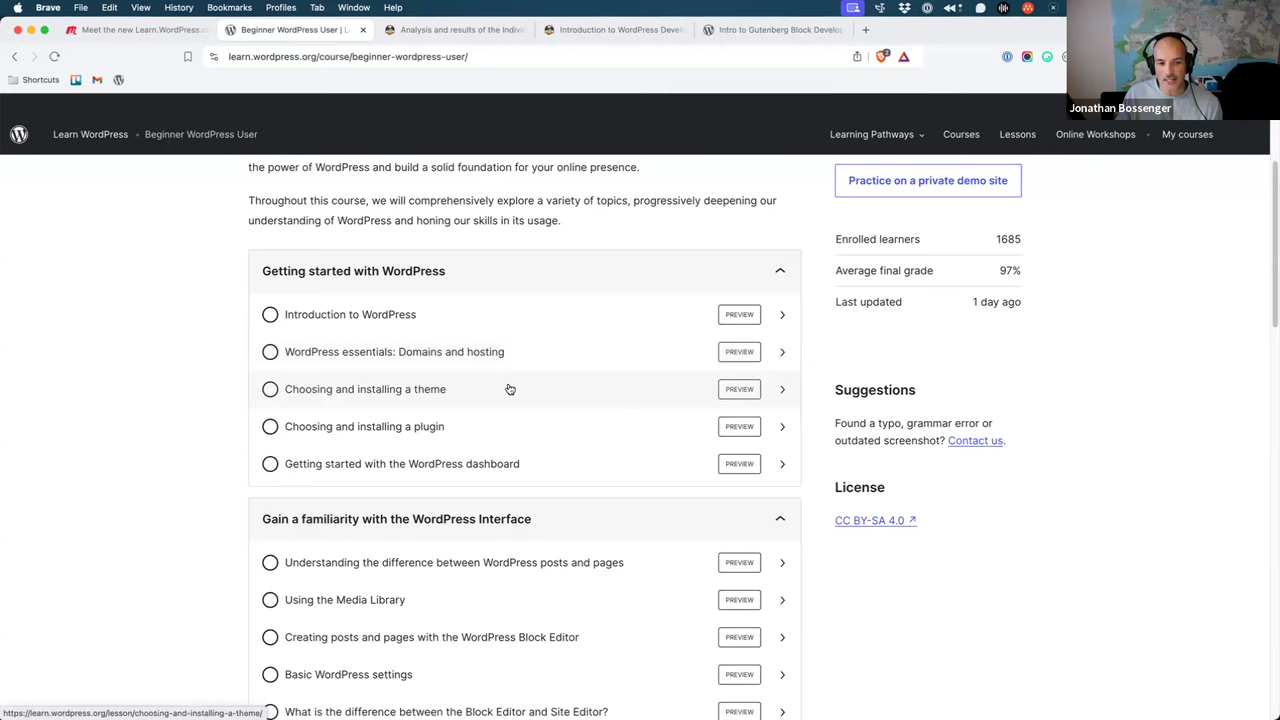 Brave File Edit View History Bookmarks Profiles Tab Window Help
Meet the new Learn.WordPress.
Beginner WordPress User | L
Analysis and results of the Indivi
Introduction to WordPress Devel
Intro to Gutenberg Block Develop
learn.wordpress.org/course/beginner-wordpress-user/
2
Shortcuts
Jonathan Bossenger
Learn WordPress • Beginner WordPress User
Learning Pathways Courses Lessons Online Workshops • My courses
the power of WordPress and build a solid foundation for your online presence.
Throughout this course, we will comprehensively explore a variety of topics, progressively deepening our
understanding of WordPress and honing our skills in its usage.
Getting started with WordPress
Introduction to WordPress PREVIEW
WordPress essentials: Domains and hosting PREVIEW
Choosing and installing a theme PREVIEW
Choosing and installing a plugin PREVIEW
Getting started with the WordPress dashboard PREVIEW
Gain a familiarity with the WordPress Interface
Understanding the difference between WordPress posts and pages PREVIEW
Using the Media Library PREVIEW
Creating posts and pages with the WordPress Block Editor PREVIEW
Basic WordPress settings PREVIEW
What is the difference between the Block Editor and Site Editor? PREVIEW
Practice on a private demo site
Enrolled learners 1685
Average final grade 97%
Last updated 1 day ago
Suggestions
Found a typo, grammar error or
outdated screenshot? Contact us.
License
CC BY-SA 4.0 ↗
https://learn.wordpress.org/lesson/choosing-and-installing-a-theme/